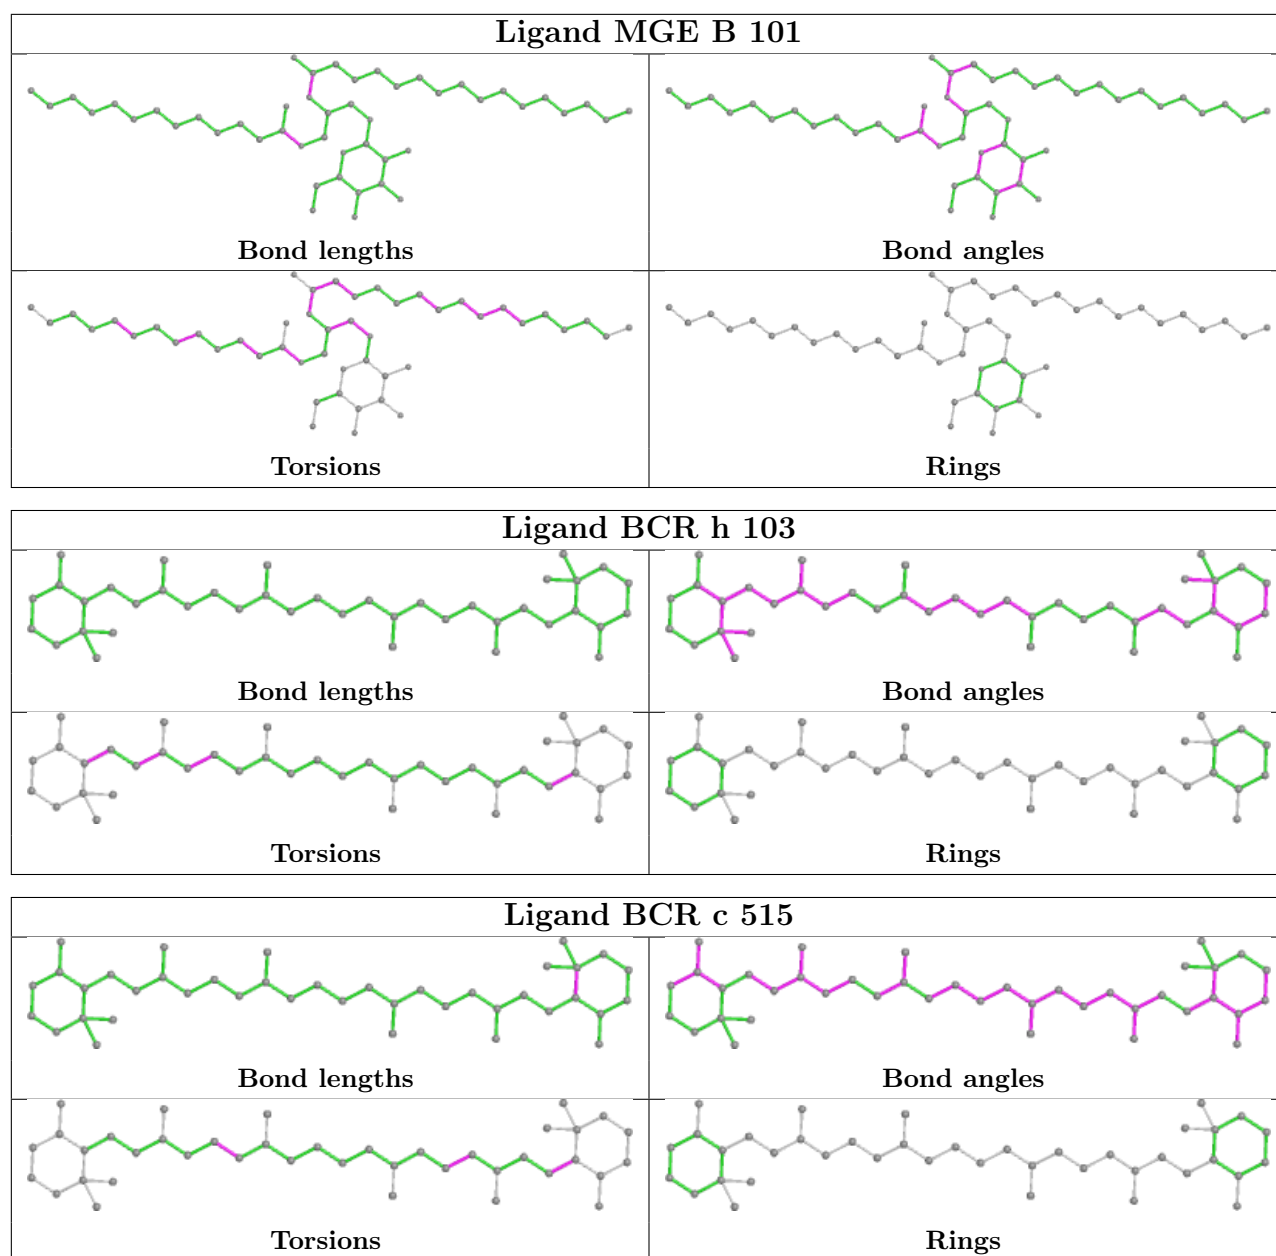 Ligand MGE B 101
Bond lengths
Bond angles
Torsions
Rings
Ligand BCR h 103
Bond lengths
Bond angles
Torsions
Rings
Ligand BCR c 515
Bond lengths
Bond angles
Torsions
Rings